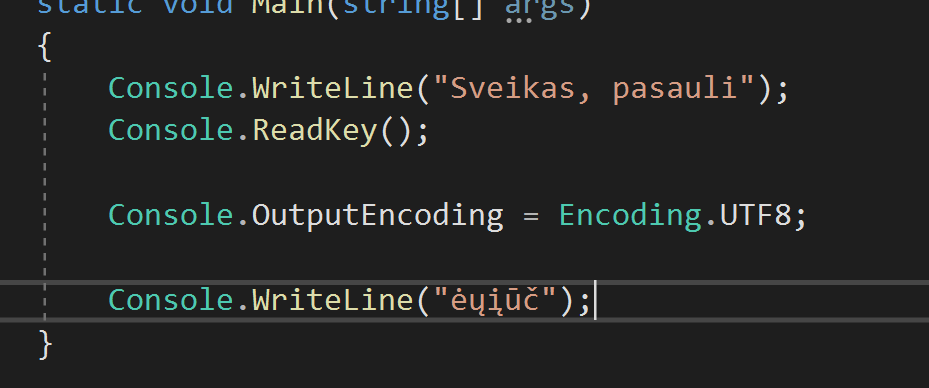 static void Main(string[] args)
{
Console.WriteLine("Sveikas, pasauli");
Console.ReadKey();
Console.OutputEncoding = Encoding.UTF8;
Console.WriteLine("ėųįūč");
}